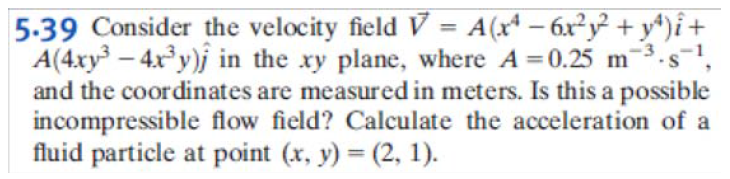 5.39 Consider the velocity field V⃗ = A(x⁴ – 6x²y² + y⁴)î +
A(4xy³ – 4x³y)ĵ in the xy plane, where A = 0.25 m⁻³·s⁻¹,
and the coordinates are measured in meters. Is this a possible
incompressible flow field? Calculate the acceleration of a
fluid particle at point (x, y) = (2, 1).